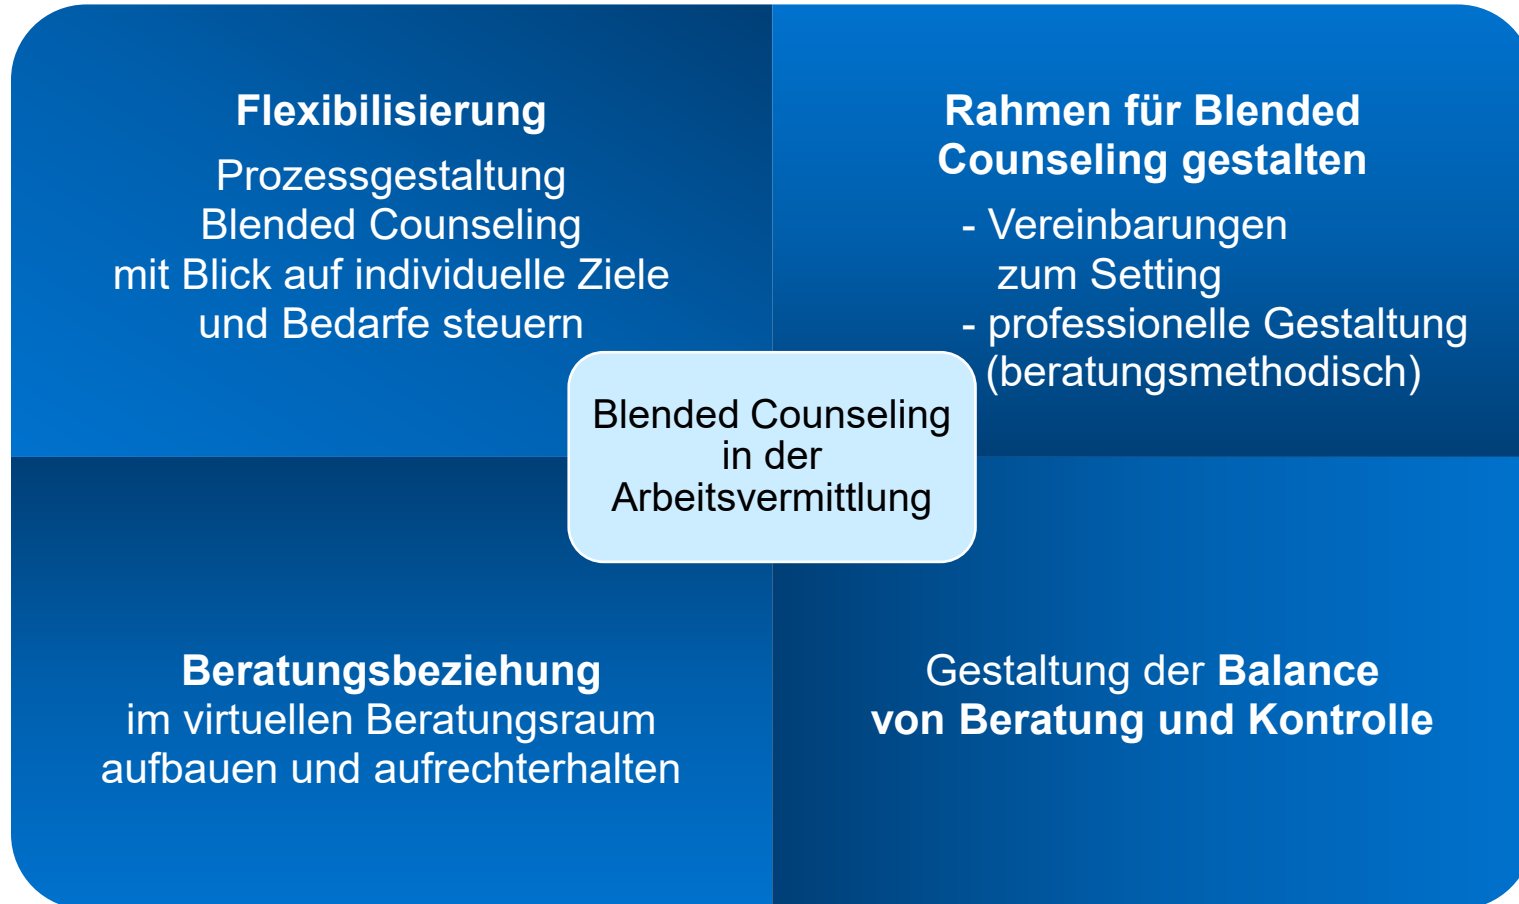 Flexibilisierung
Prozessgestaltung
Blended Counseling
mit Blick auf individuelle Ziele
und Bedarfe steuern
Rahmen für Blended
Counseling gestalten
- Vereinbarungen
zum Setting
- professionelle Gestaltung
(beratungsmethodisch)
Blended Counseling
in der
Arbeitsvermittlung
Beratungsbeziehung
im virtuellen Beratungsraum
aufbauen und aufrechterhalten
Gestaltung der Balance
von Beratung und Kontrolle